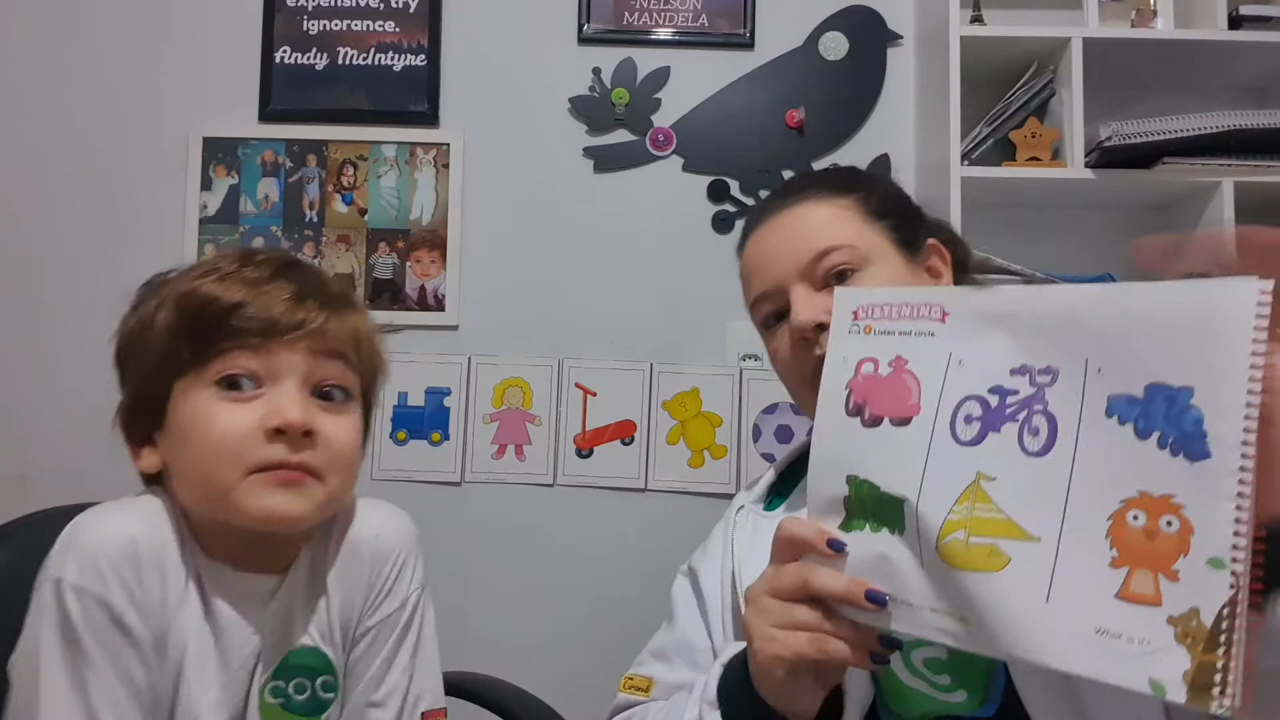 expensive, try
ignorance.
Andy McIntyre
-NELSON
MANDELA
LISTENING
Listen and circle.
What is it?
COC